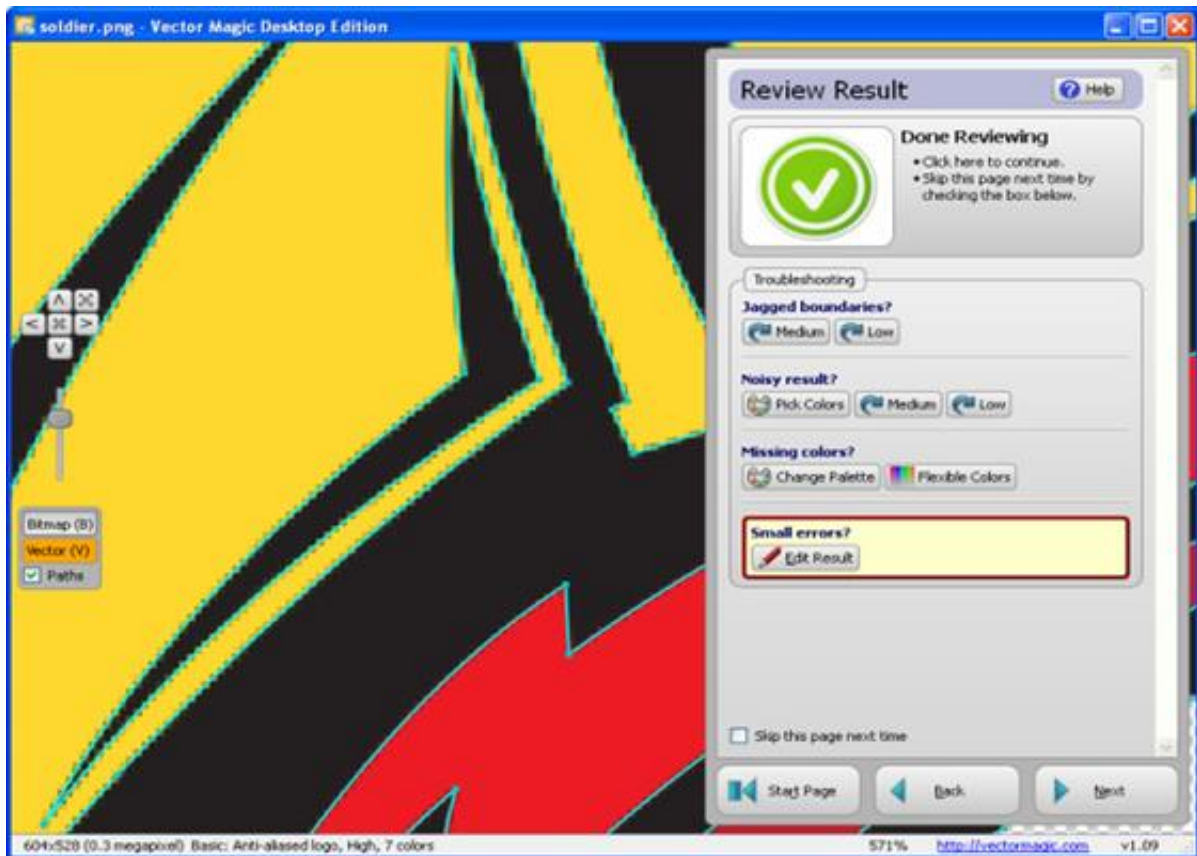 soldier.png - Vector Magic Desktop Edition
Review Result
Help
Done Reviewing
• Click here to continue.
• Skip this page next time by
checking the box below.
Troubleshooting
Jagged boundaries?
Medium Low
Noisy result?
Pick Colors Medium Low
Missing colors?
Change Palette Flexible Colors
Small errors?
Edit Result
Bitmap (B)
Vector (V)
Paths
Skip this page next time
Start Page Back Next
604x528 (0.3 megapixel) Basic: Anti-aliased logo, High, 7 colors 571% http://vectormagic.com v1.09